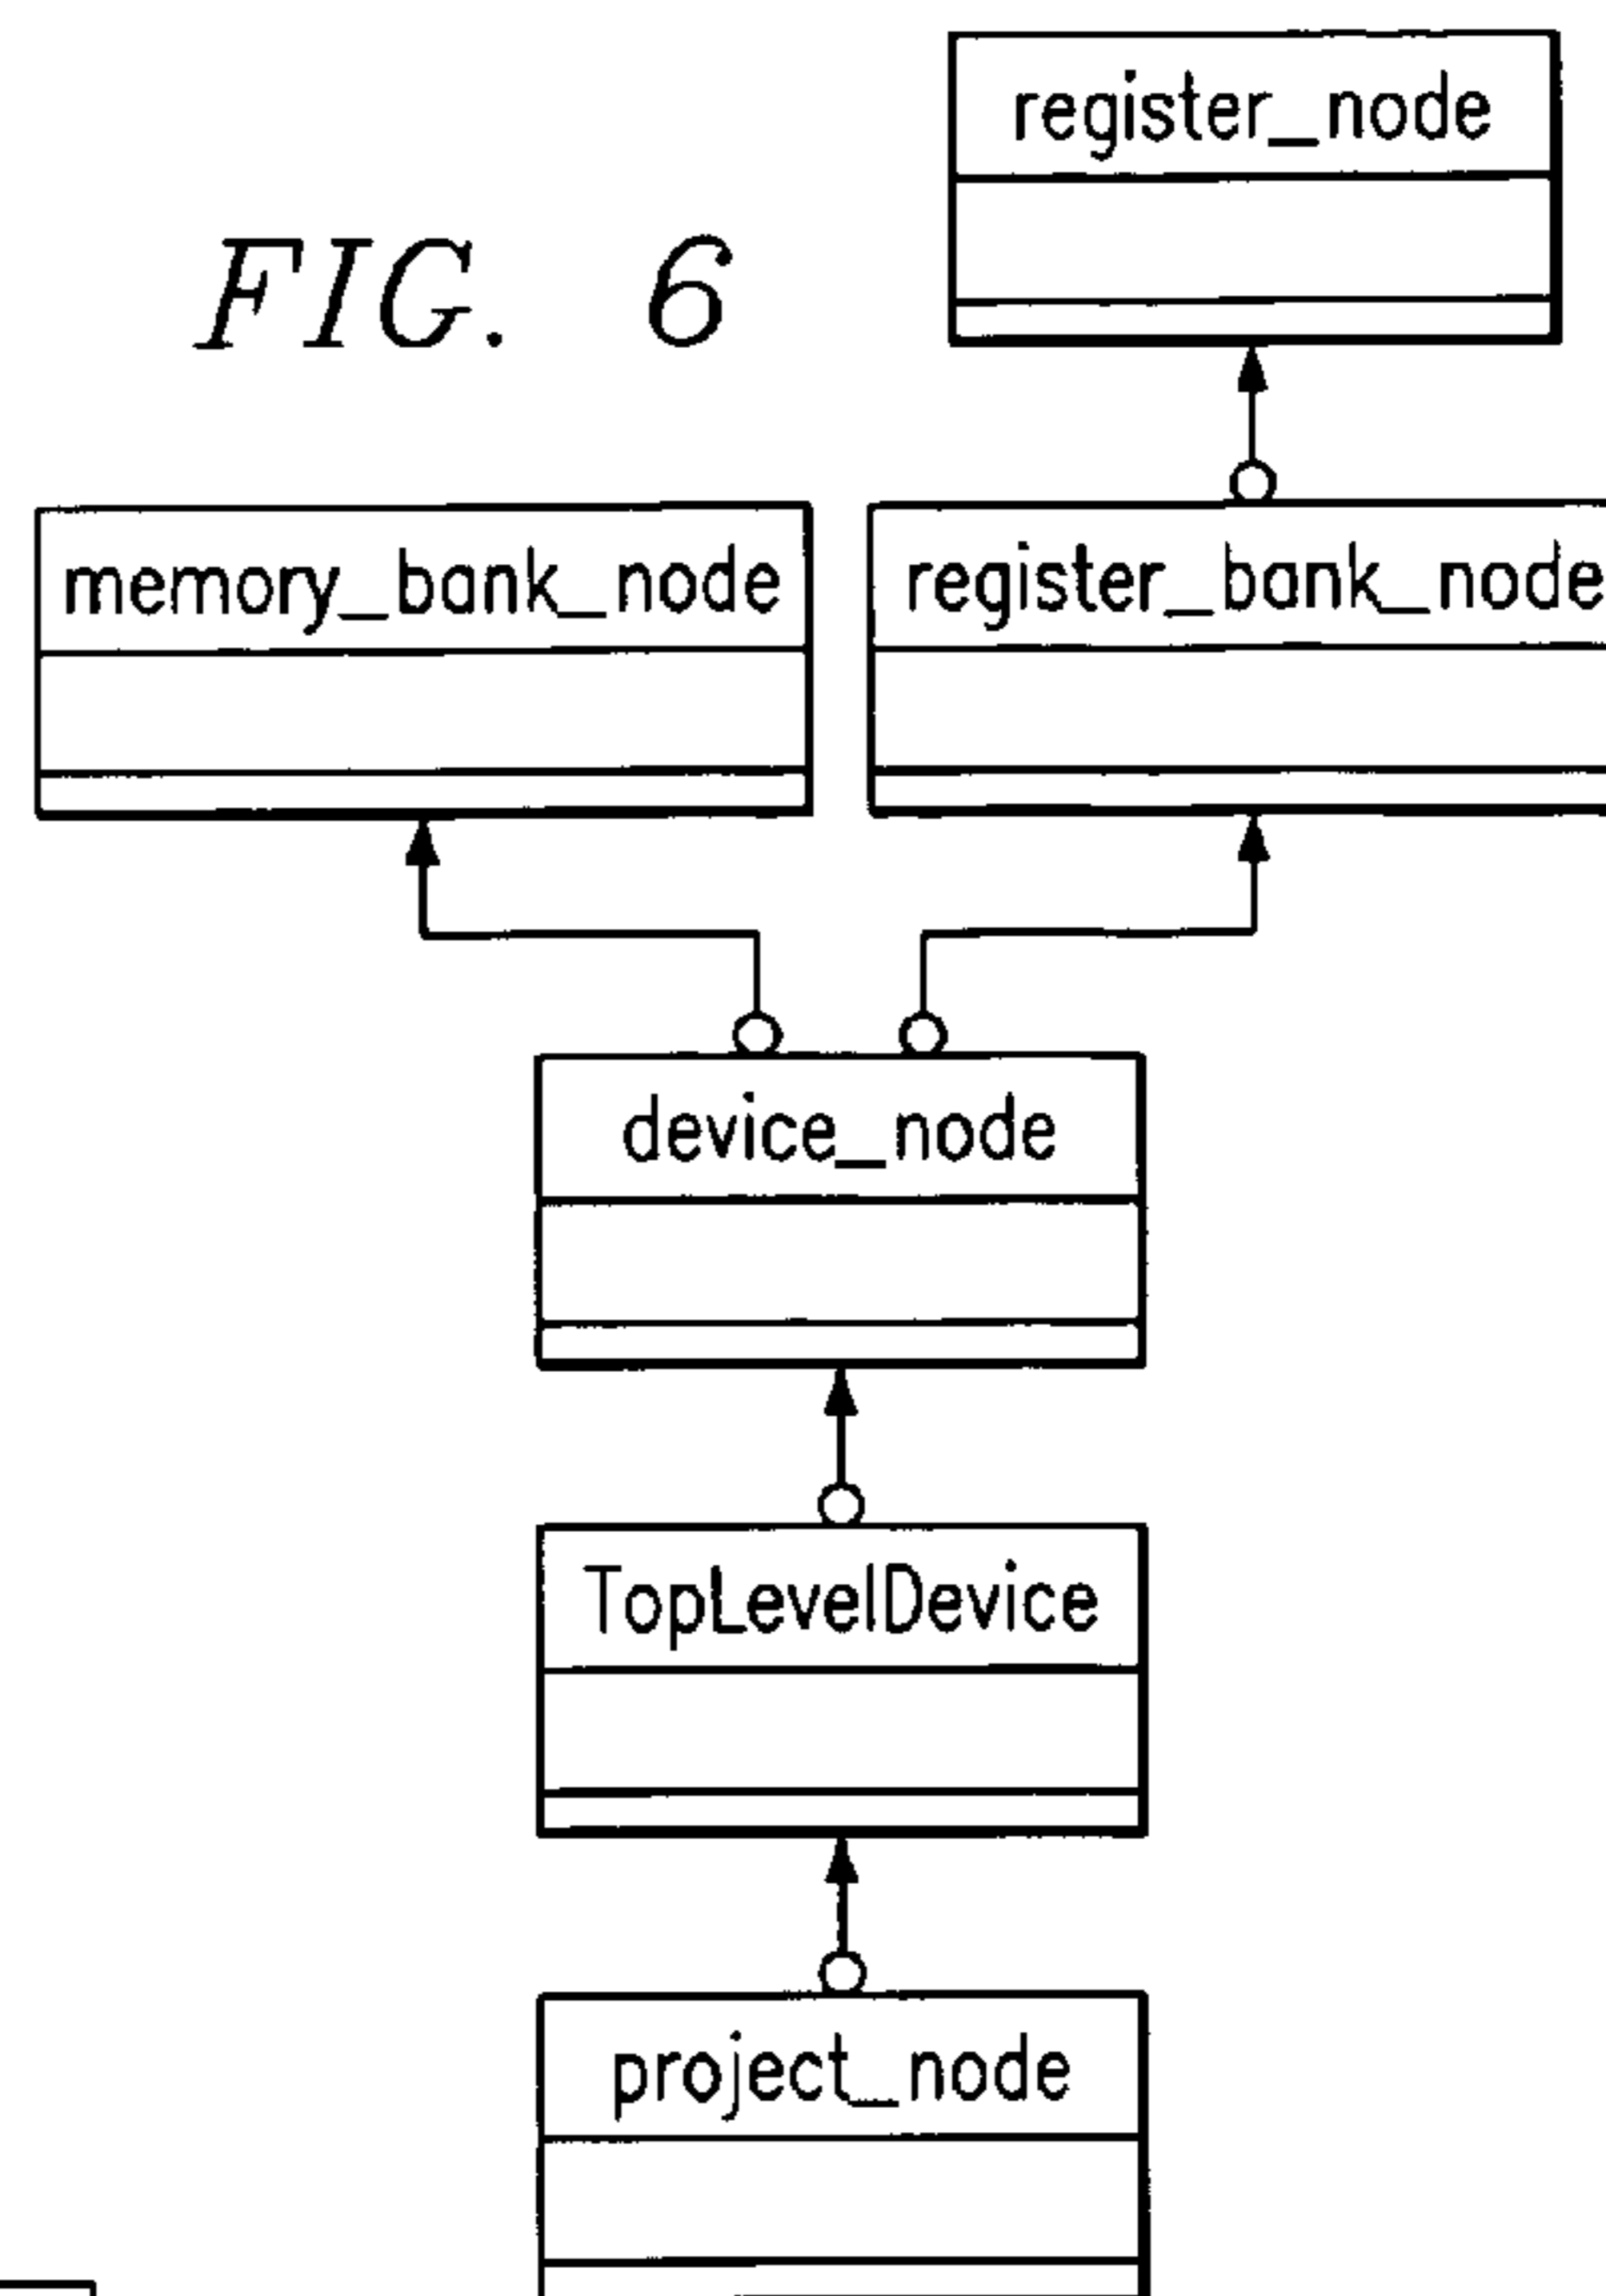 register_node
FIG. 6
memory_bank_node
register_bank_node
device_node
TopLevelDevice
project_node